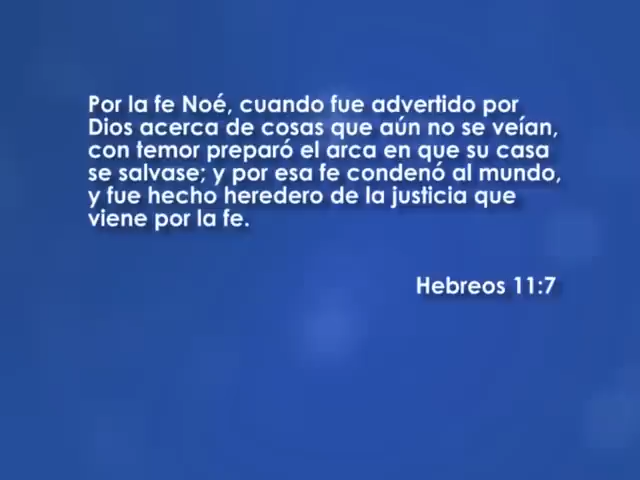 Por la fe Noé, cuando fue advertido por
Dios acerca de cosas que aún no se veían,
con temor preparó el arca en que su casa
se salvase; y por esa fe condenó al mundo,
y fue hecho heredero de la justicia que
viene por la fe.
Hebreos 11:7